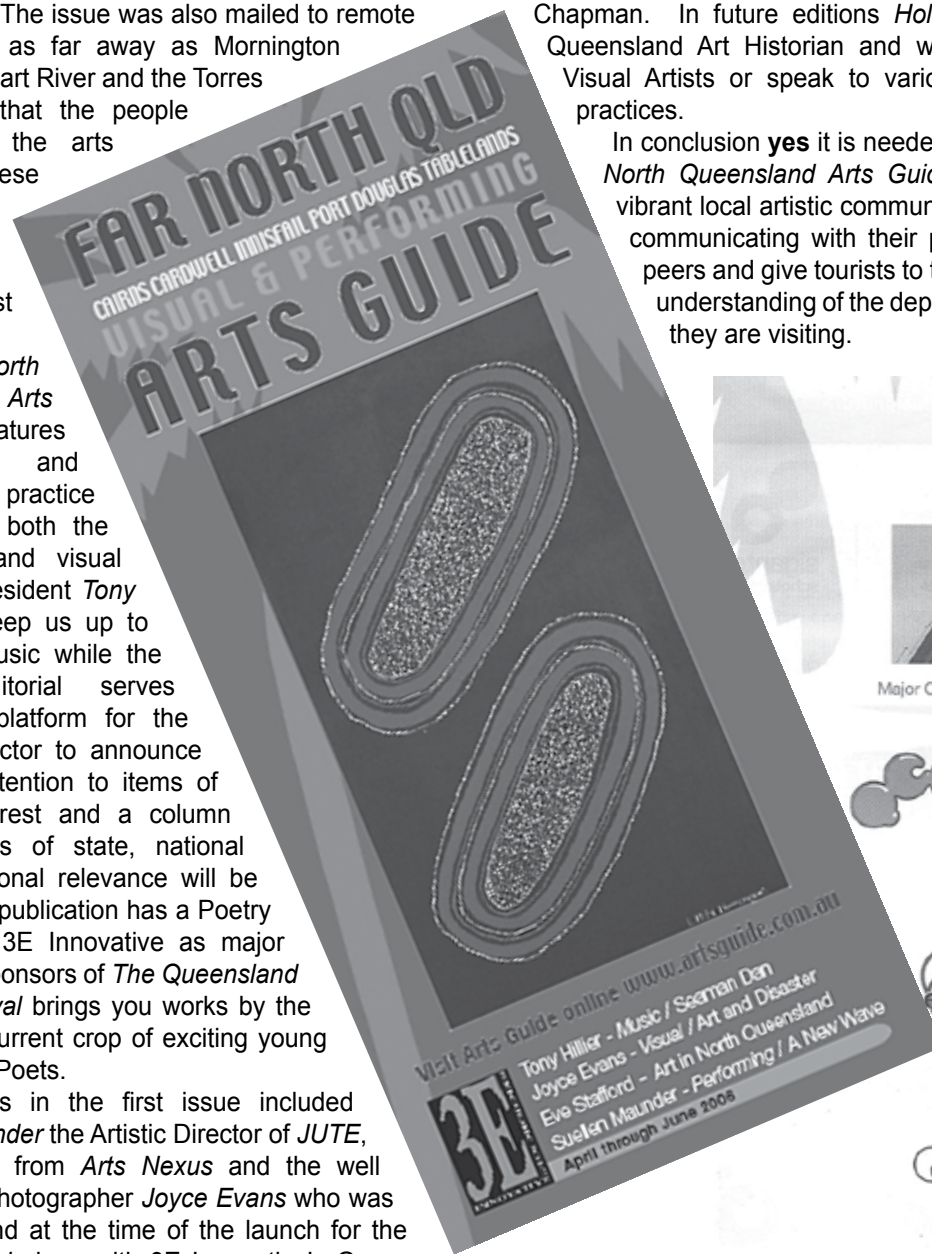 The issue was also mailed to remote
as far away as Mornington
art River and the Torres
that the people
the arts
ese
st
orth
Arts
atures
and
practice
both the
and visual
esident Tony
eep us up to
usic while the
itorial serves
platform for the
ctor to announce
tention to items of
rest and a column
s of state, national
onal relevance will be
publication has a Poetry
3E Innovative as major
onsors of The Queensland
val brings you works by the
urrent crop of exciting young
Poets.
s in the first issue included
nder the Artistic Director of JUTE,
from Arts Nexus and the well
hotographer Joyce Evans who was
nd at the time of the launch for the
FAR NORTH QLD
CAIRNS CARDWELL INNISFAIL PORT DOUGLAS TABLELANDS
VISUAL & PERFORMING
ARTS GUIDE
Visit Arts Guide online www.artsguide.com.au
3E
Tony Hillier - Music / Seaman Dan
Joyce Evans - Visual / Art and Disaster
Eve Stafford - Art in North Queensland
Suellen Maunder - Performing / A New Wave
April through June 2006
Chapman. In future editions Hol
Queensland Art Historian and w
Visual Artists or speak to vario
practices.
In conclusion yes it is neede
North Queensland Arts Guid
vibrant local artistic commun
communicating with their p
peers and give tourists to t
understanding of the dep
they are visiting.
Major C